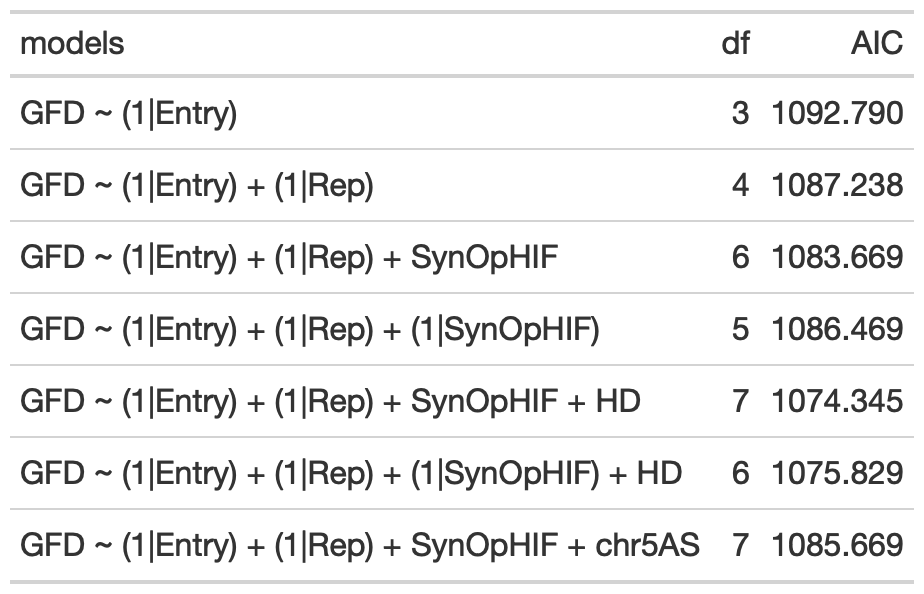 models df AIC
GFD ~ (1|Entry) 3 1092.790
GFD ~ (1|Entry) + (1|Rep) 4 1087.238
GFD ~ (1|Entry) + (1|Rep) + SynOpHIF 6 1083.669
GFD ~ (1|Entry) + (1|Rep) + (1|SynOpHIF) 5 1086.469
GFD ~ (1|Entry) + (1|Rep) + SynOpHIF + HD 7 1074.345
GFD ~ (1|Entry) + (1|Rep) + (1|SynOpHIF) + HD 6 1075.829
GFD ~ (1|Entry) + (1|Rep) + SynOpHIF + chr5AS 7 1085.669